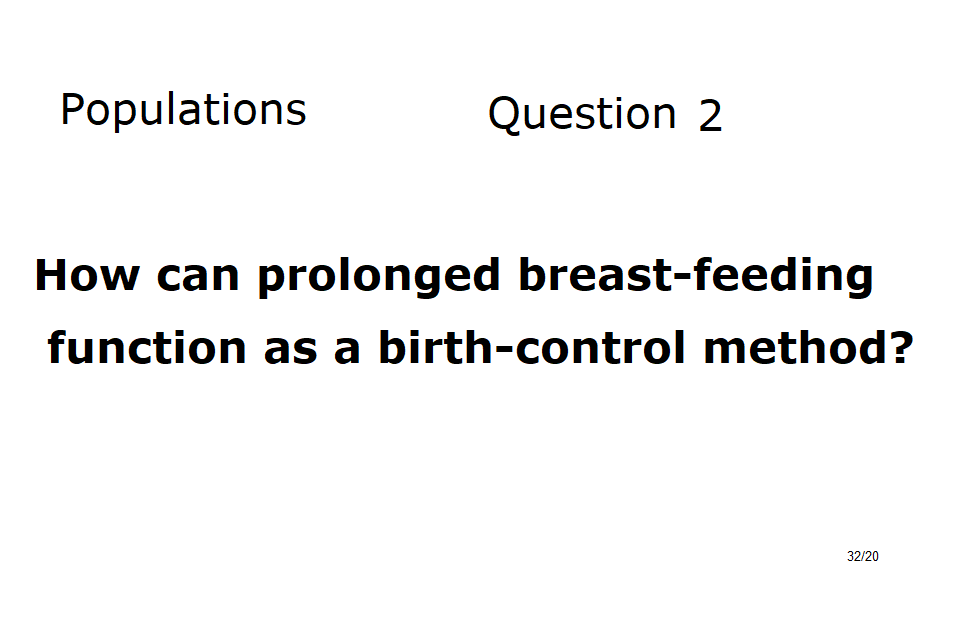 Populations
Question 2
How can prolonged breast-feeding
function as a birth-control method?
32/20